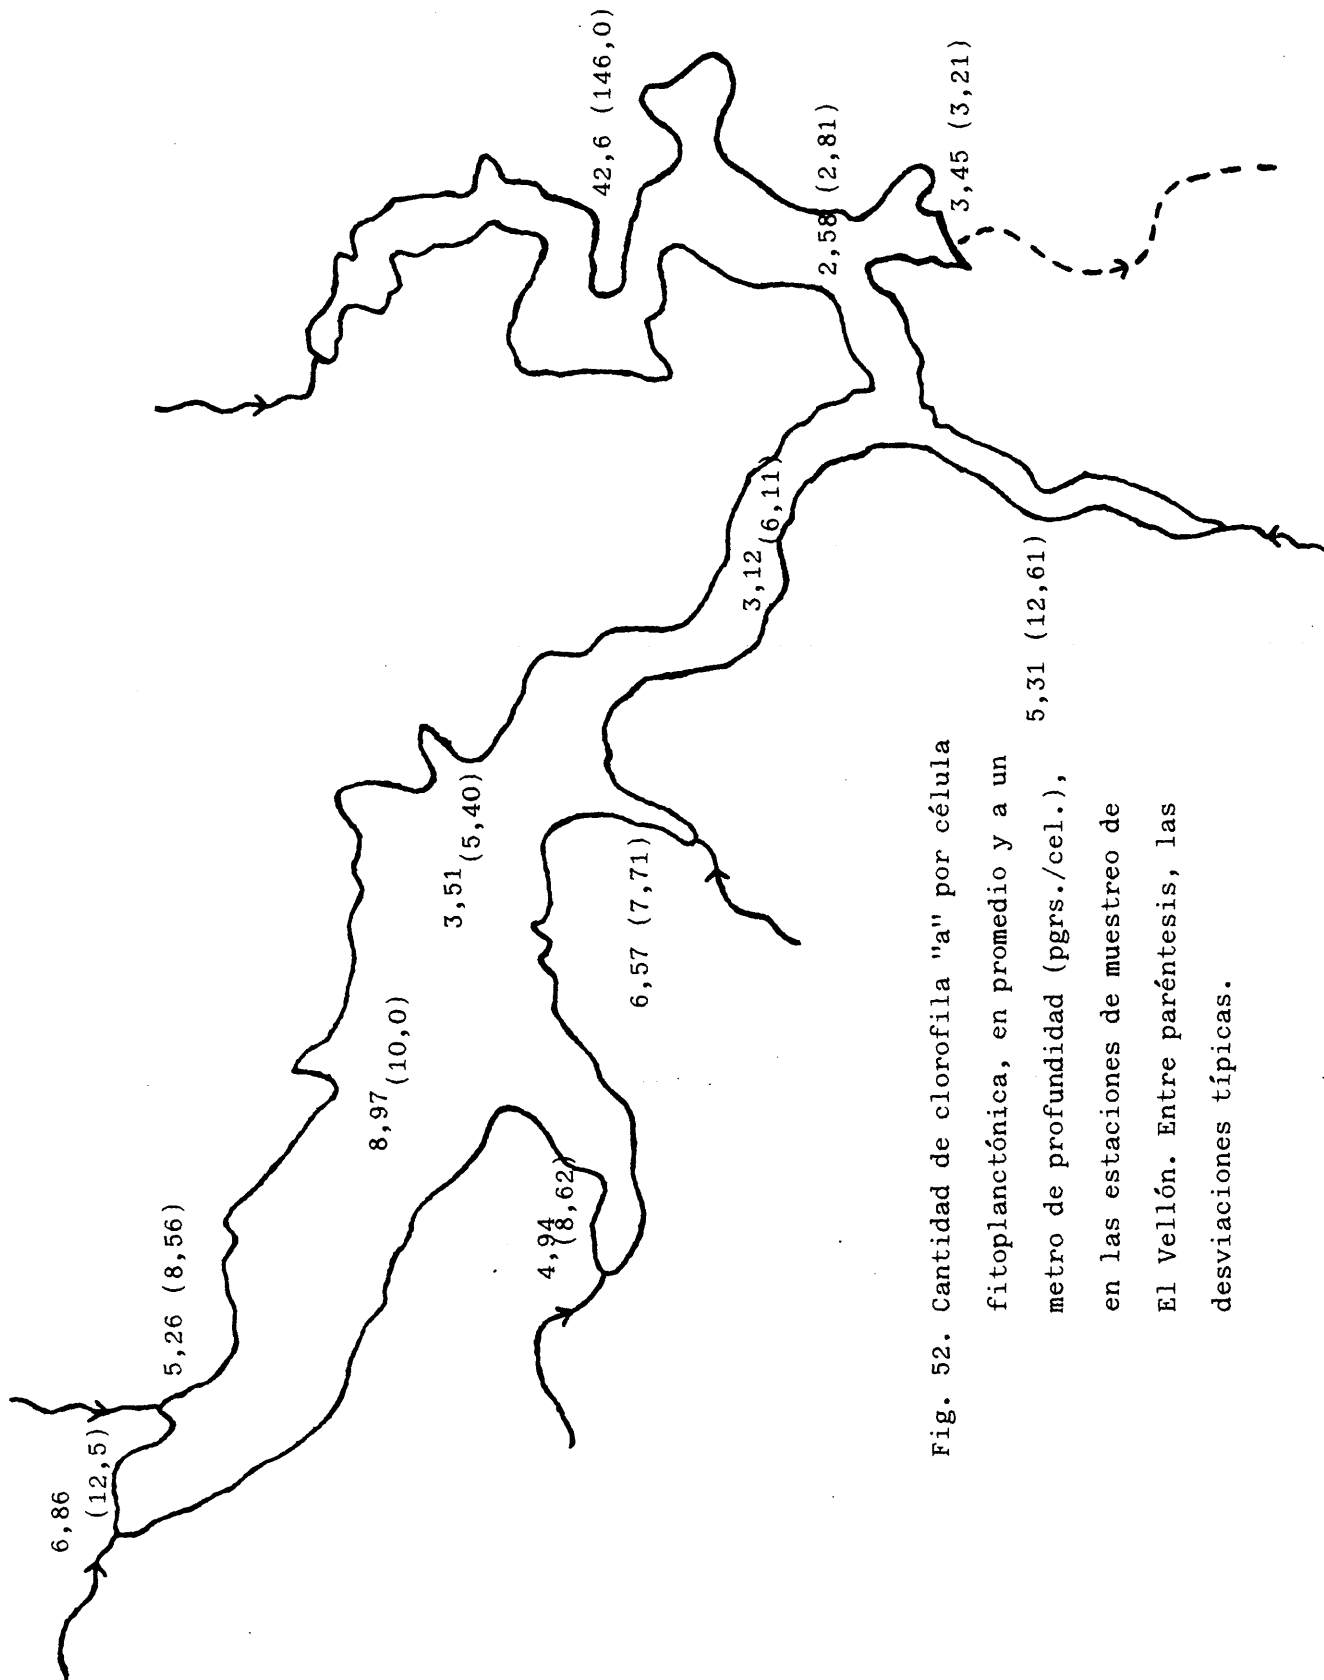 6,86
(12,5)
5,26 (8,56)
8,97
(10,0)
4,94
(8,62)
3,51
(5,40)
6,57 (7,71)
3,12
(6,11)
5,31 (12,61)
42,6 (146,0)
2,58 (2,81)
3,45 (3,21)
Fig. 52. Cantidad de clorofila "a" por célula
fitoplanctónica, en promedio y a un
metro de profundidad (pgrs./cel.),
en las estaciones de muestreo de
El Vellón. Entre paréntesis, las
desviaciones típicas.